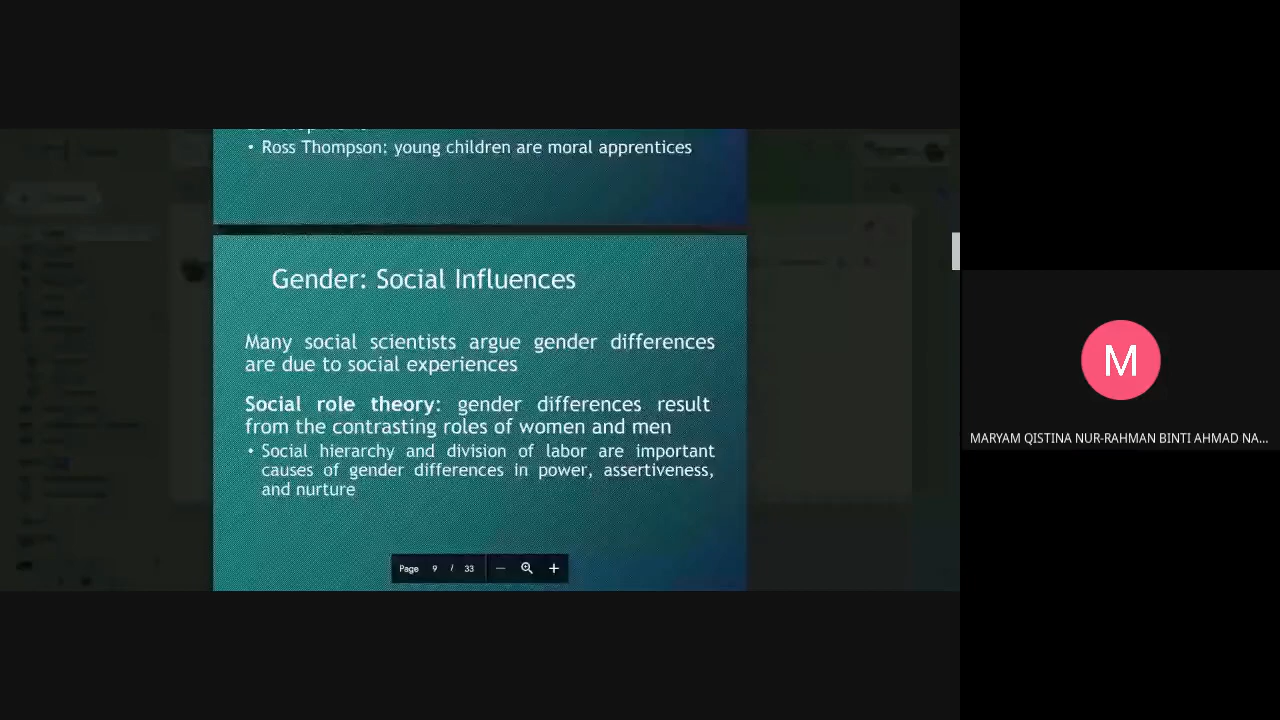 • Ross Thompson: young children are moral apprentices
Gender: Social Influences
Many social scientists argue gender differences
are due to social experiences
Social role theory: gender differences result
from the contrasting roles of women and men
• Social hierarchy and division of labor are important
causes of gender differences in power, assertiveness,
and nurture
Page 9 / 33
M
MARYAM QISTINA NUR-RAHMAN BINTI AHMAD NA...